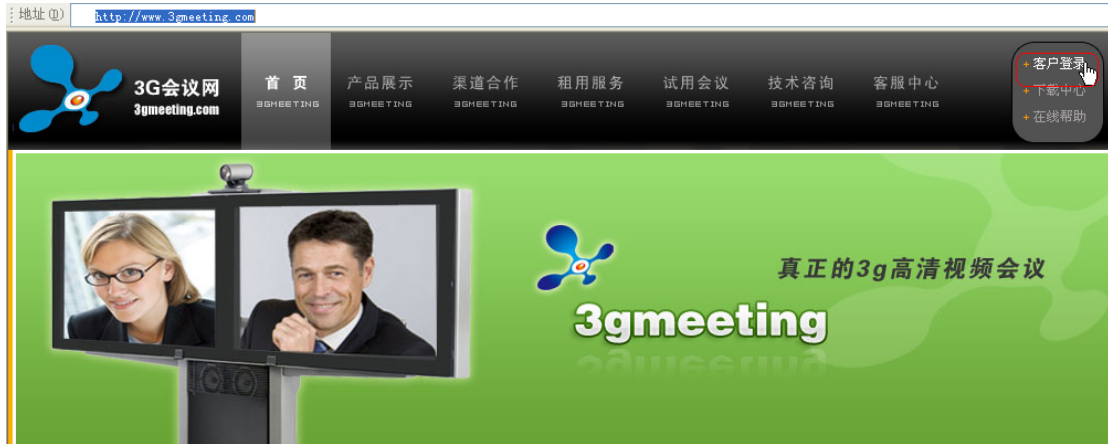 地址(D) http://www.3gmeeting.com
3G会议网
3gmeeting.com
首 页
3GMEETING
产品展示
3GMEETING
渠道合作
3GMEETING
租用服务
3GMEETING
试用会议
3GMEETING
技术咨询
3GMEETING
客服中心
3GMEETING
+ 客户登录
+ 下载中心
+ 在线帮助
真正的3g高清视频会议
3gmeeting